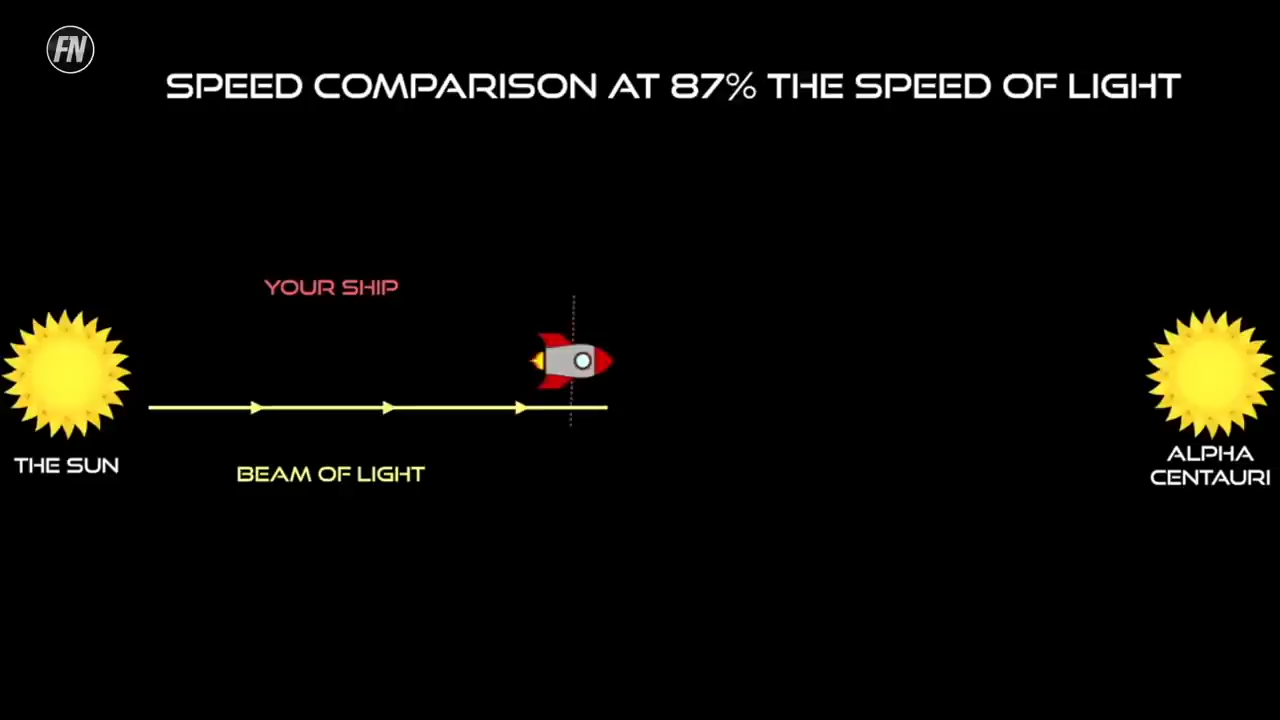 FN
SPEED COMPARISON AT 87% THE SPEED OF LIGHT
YOUR SHIP
THE SUN
BEAM OF LIGHT
ALPHA
CENTAURI